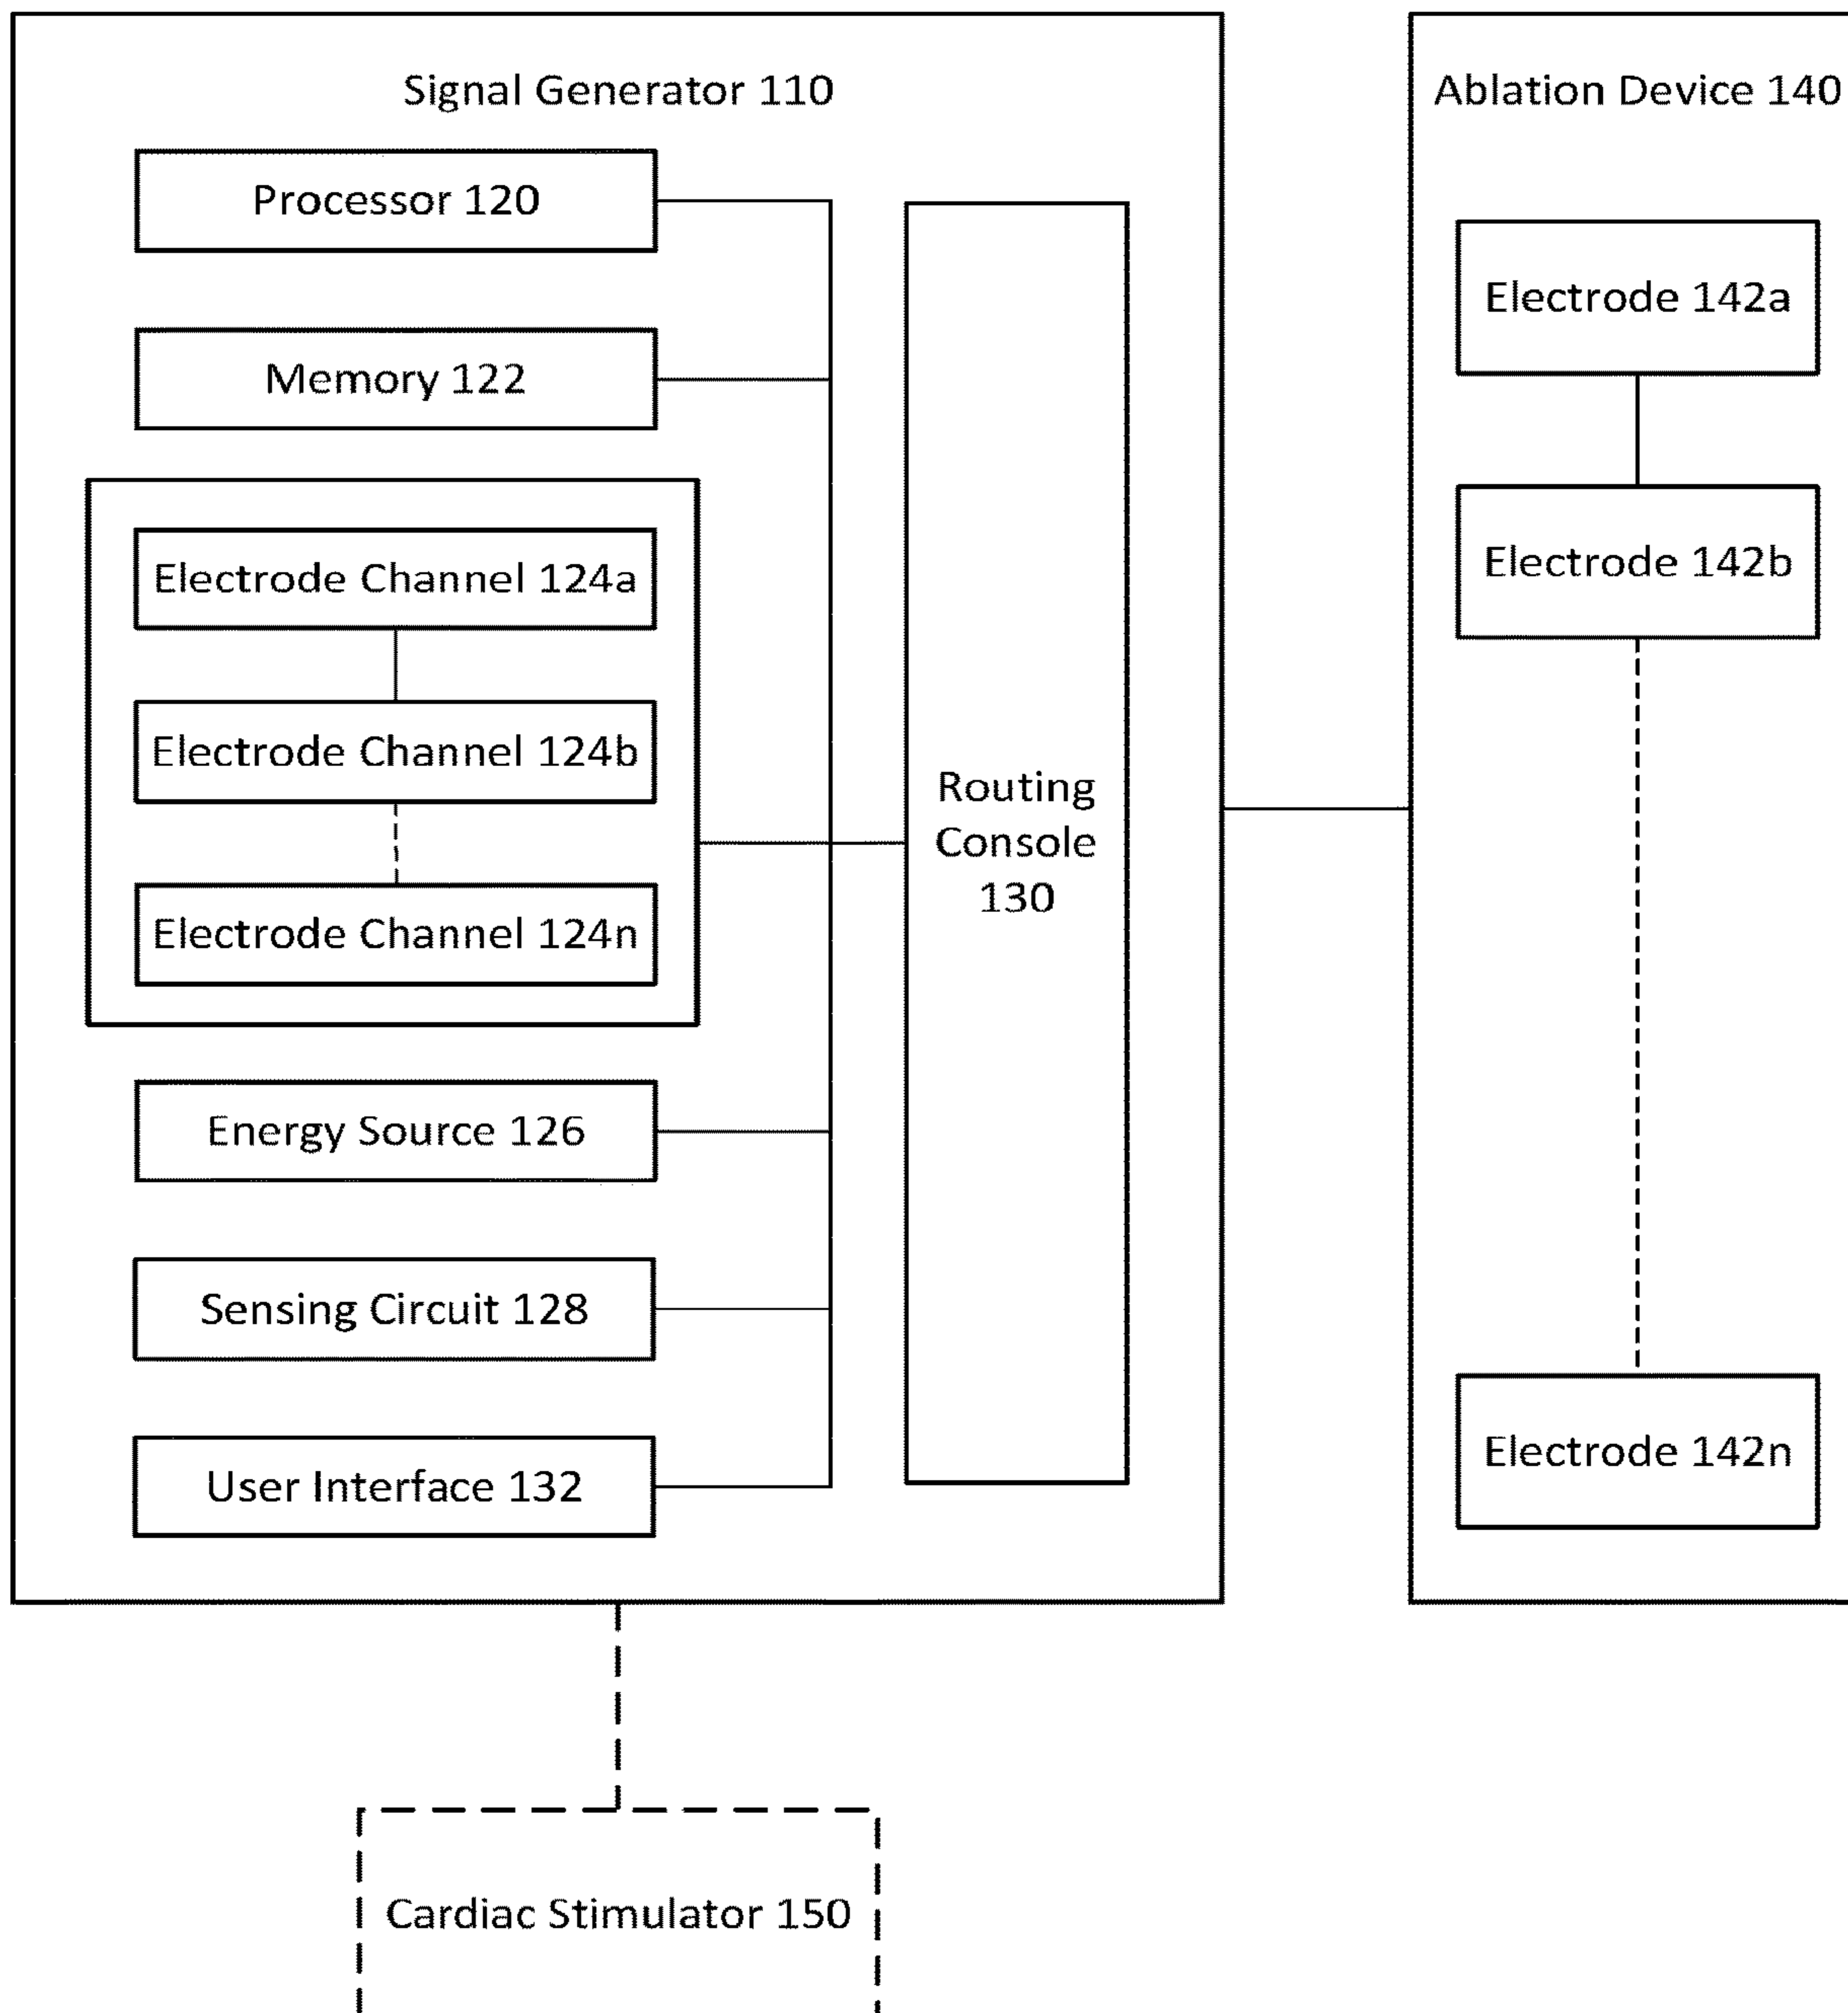 Signal Generator 110
Processor 120
Memory 122
Electrode Channel 124a
Electrode Channel 124b
Electrode Channel 124n
Energy Source 126
Sensing Circuit 128
User Interface 132
Routing
Console
130
Ablation Device 140
Electrode 142a
Electrode 142b
Electrode 142n
Cardiac Stimulator 150